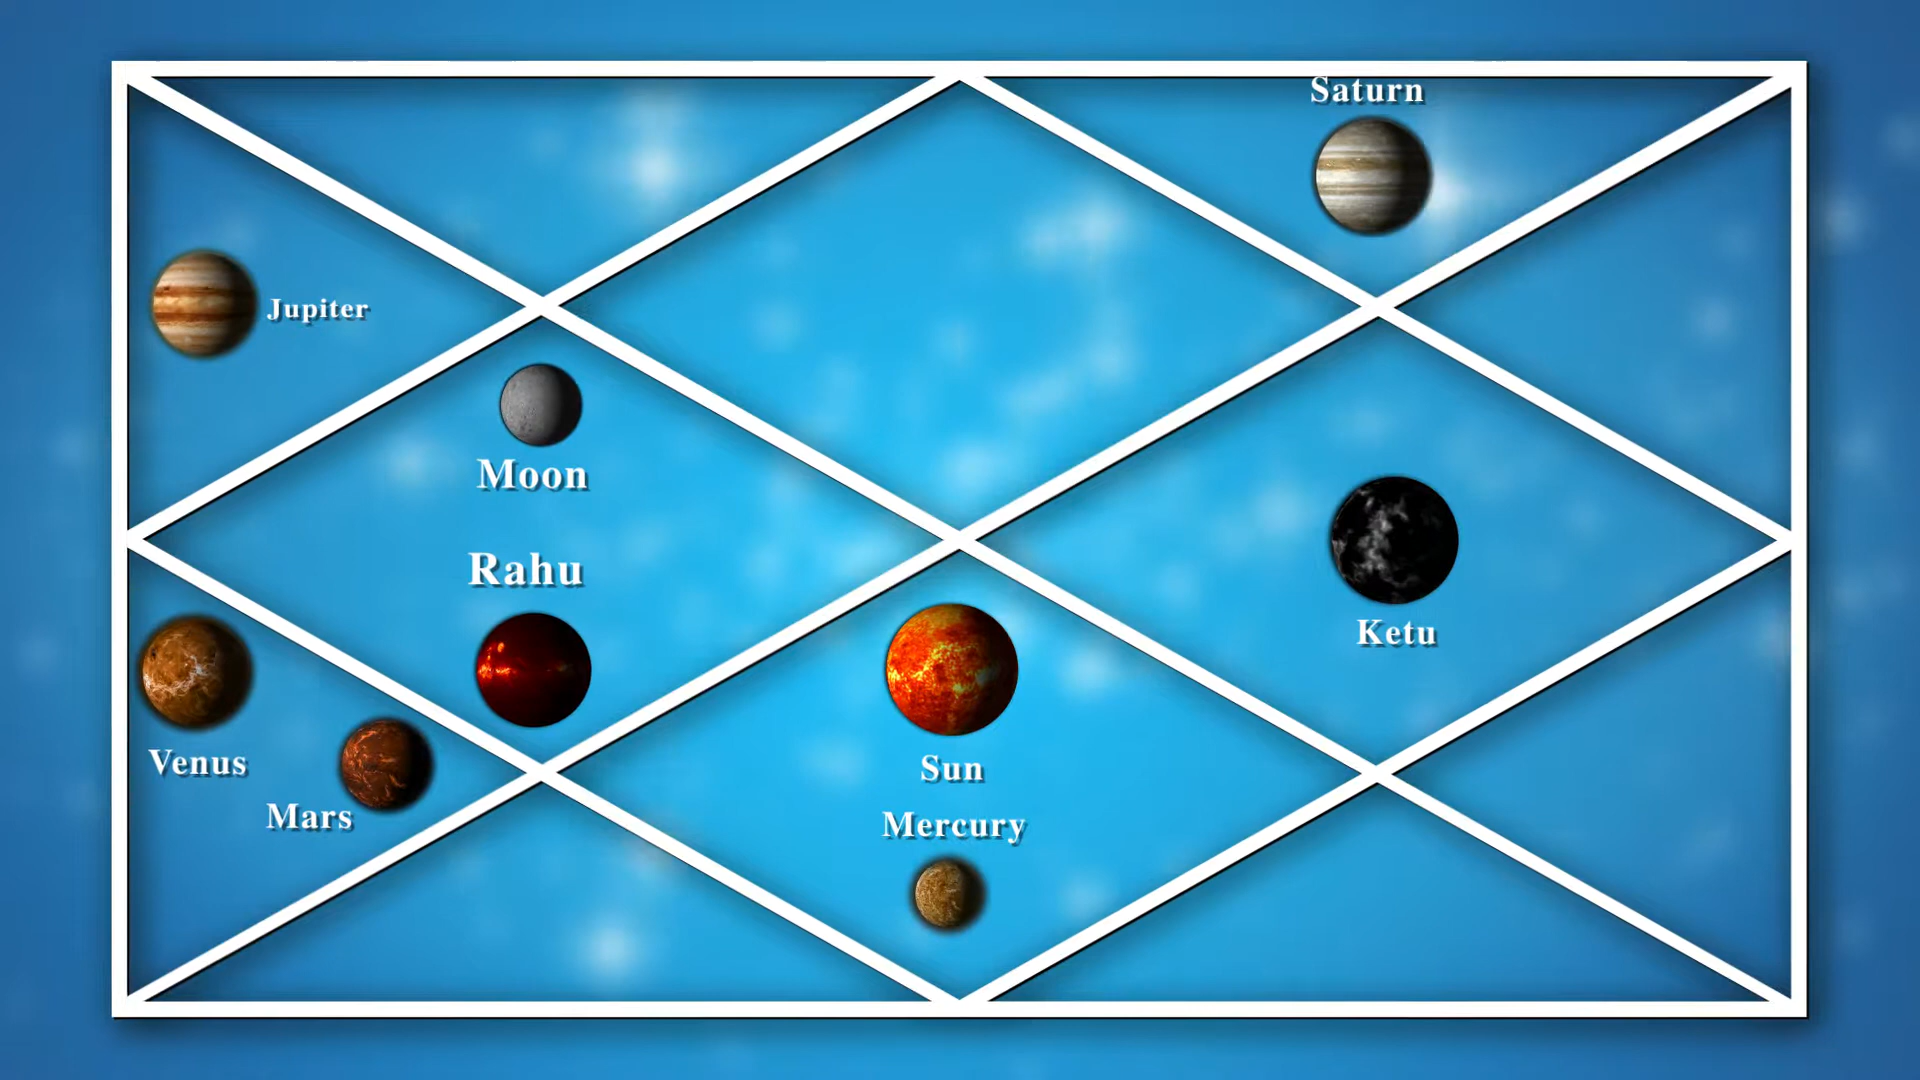 Saturn
Jupiter
Moon
Rahu
Ketu
Venus
Mars
Sun
Mercury